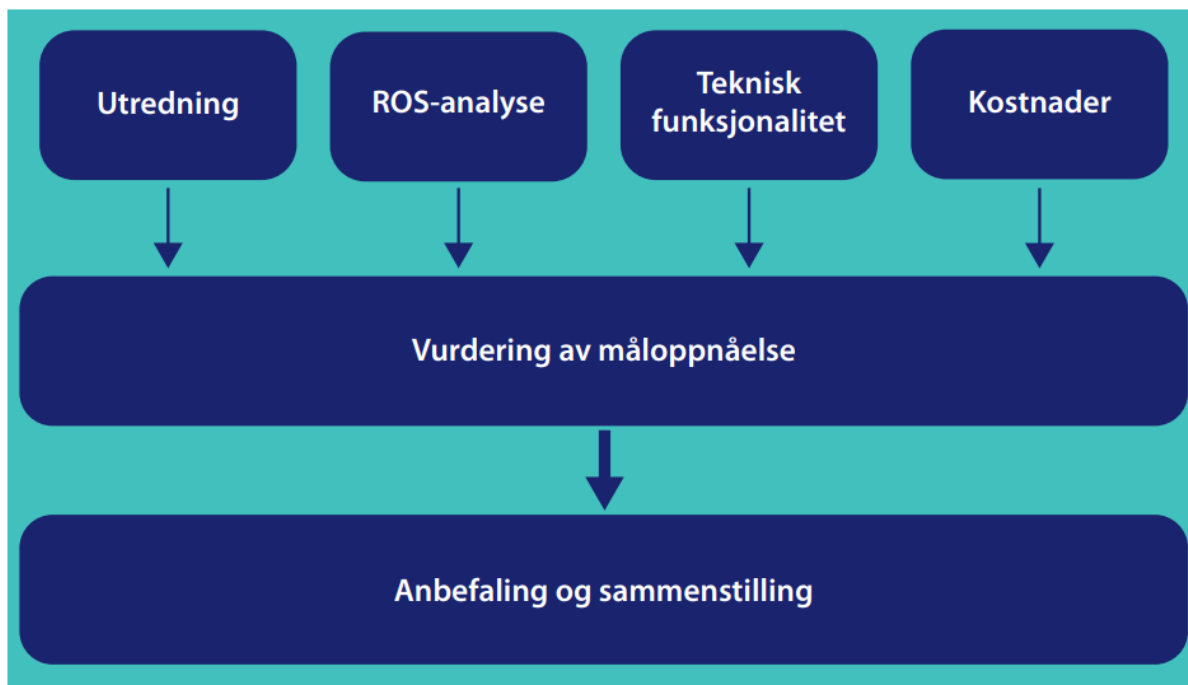 Utredning
ROS-analyse
Teknisk
funksjonalitet
Kostnader
Vurdering av måloppnåelse
Anbefaling og sammenstilling